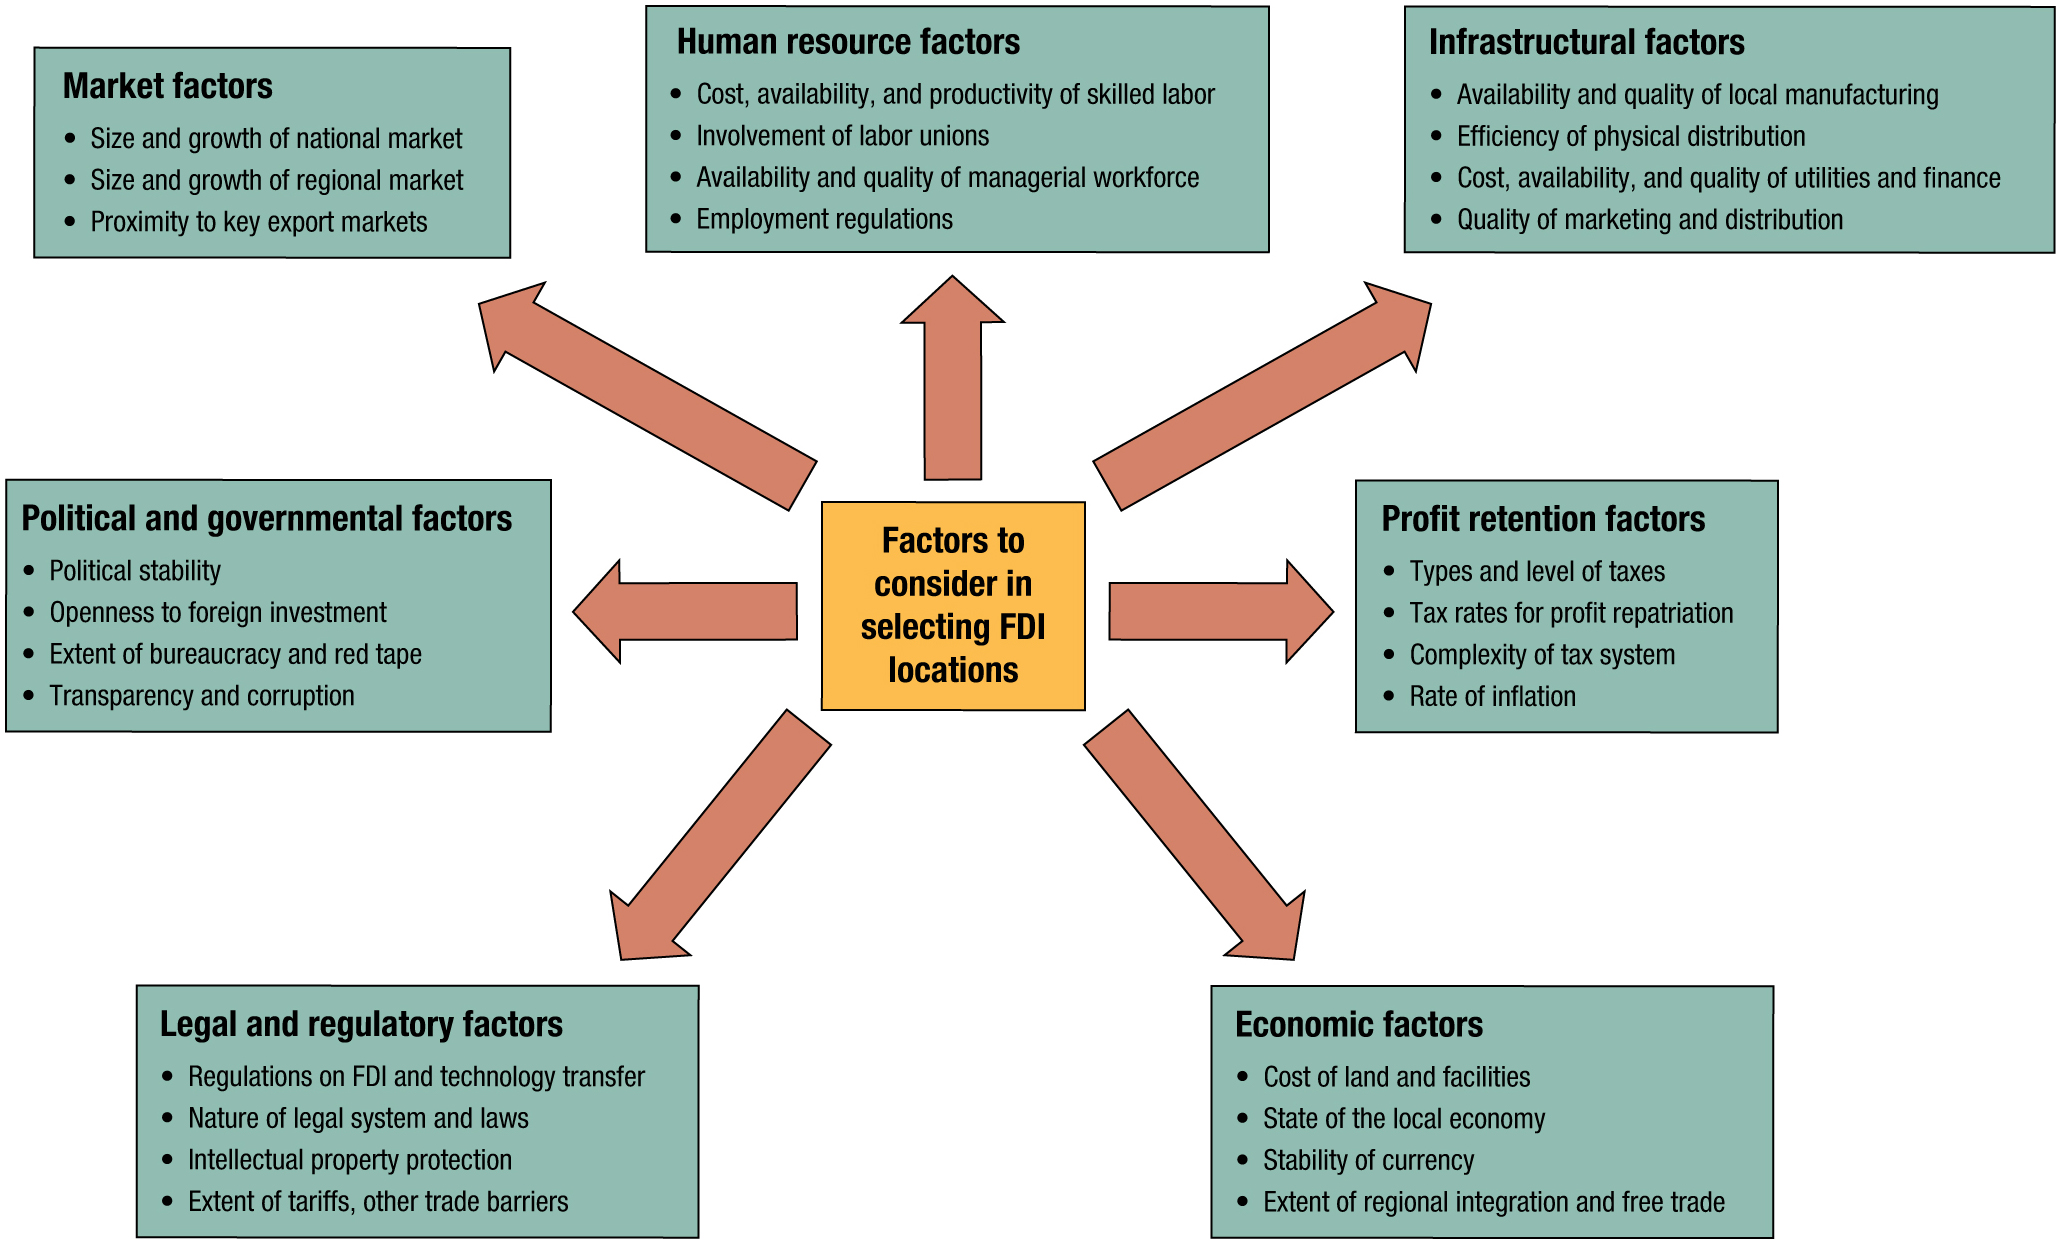 Market factors
• Size and growth of national market
• Size and growth of regional market
• Proximity to key export markets
Human resource factors
• Cost, availability, and productivity of skilled labor
• Involvement of labor unions
• Availability and quality of managerial workforce
• Employment regulations
Infrastructural factors
• Availability and quality of local manufacturing
• Efficiency of physical distribution
• Cost, availability, and quality of utilities and finance
• Quality of marketing and distribution
Political and governmental factors
• Political stability
• Openness to foreign investment
• Extent of bureaucracy and red tape
• Transparency and corruption
Factors to
consider in
selecting FDI
locations
Profit retention factors
• Types and level of taxes
• Tax rates for profit repatriation
• Complexity of tax system
• Rate of inflation
Legal and regulatory factors
• Regulations on FDI and technology transfer
• Nature of legal system and laws
• Intellectual property protection
• Extent of tariffs, other trade barriers
Economic factors
• Cost of land and facilities
• State of the local economy
• Stability of currency
• Extent of regional integration and free trade